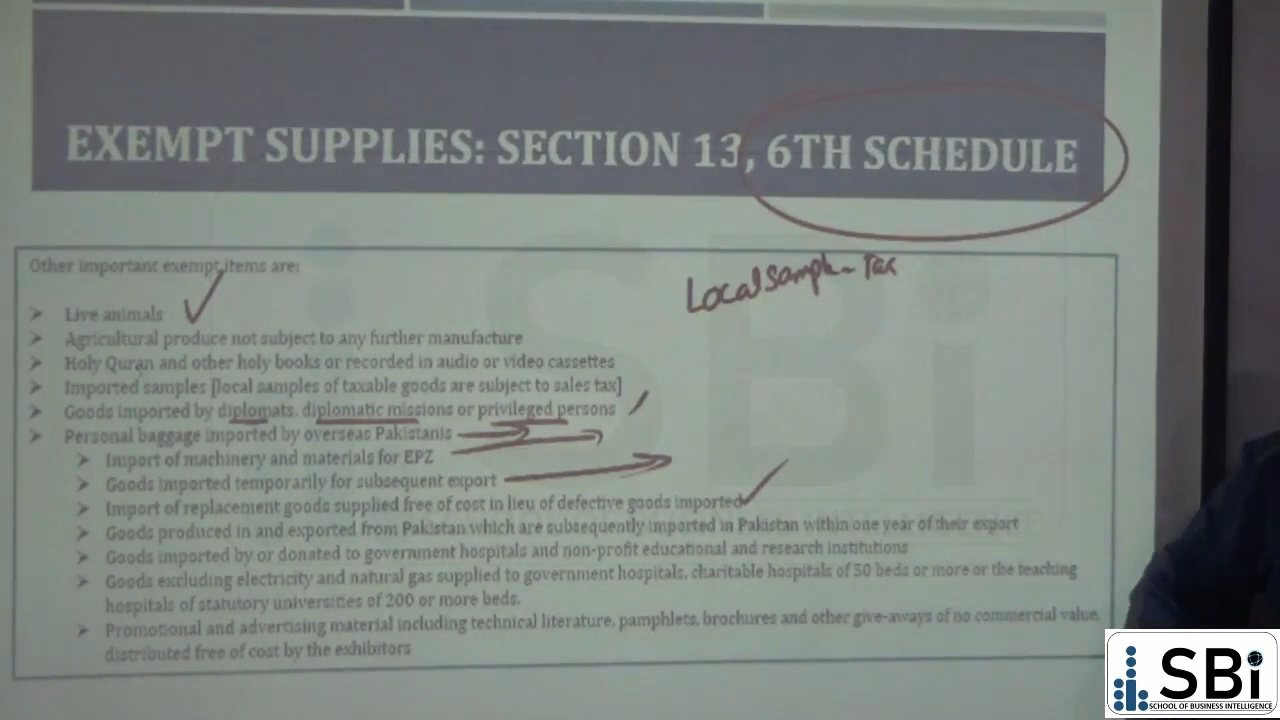 EXEMPT SUPPLIES: SECTION 13, 6TH SCHEDULE
Other important exempt items are:
Local Sample - Tax
Live animals
Agricultural produce not subject to any further manufacture
Holy Quran and other holy books or recorded in audio or video cassettes
Imported samples [local samples of taxable goods are subject to sales tax]
Goods imported by diplomats, diplomatic missions or privileged persons
Personal baggage imported by overseas Pakistanis
Import of machinery and materials for EPZ
Goods imported temporarily for subsequent export
Import of replacement goods supplied free of cost in lieu of defective goods imported
Goods produced in and exported from Pakistan which are subsequently imported in Pakistan within one year of their export
Goods imported by or donated to government hospitals and non-profit educational and research institutions
Goods excluding electricity and natural gas supplied to government hospitals, charitable hospitals of 50 beds or more or the teaching
hospitals of statutory universities of 200 or more beds.
Promotional and advertising material including technical literature, pamphlets, brochures and other give-aways of no commercial value,
distributed free of cost by the exhibitors
SBi
SBi
SCHOOL OF BUSINESS INTELLIGENCE